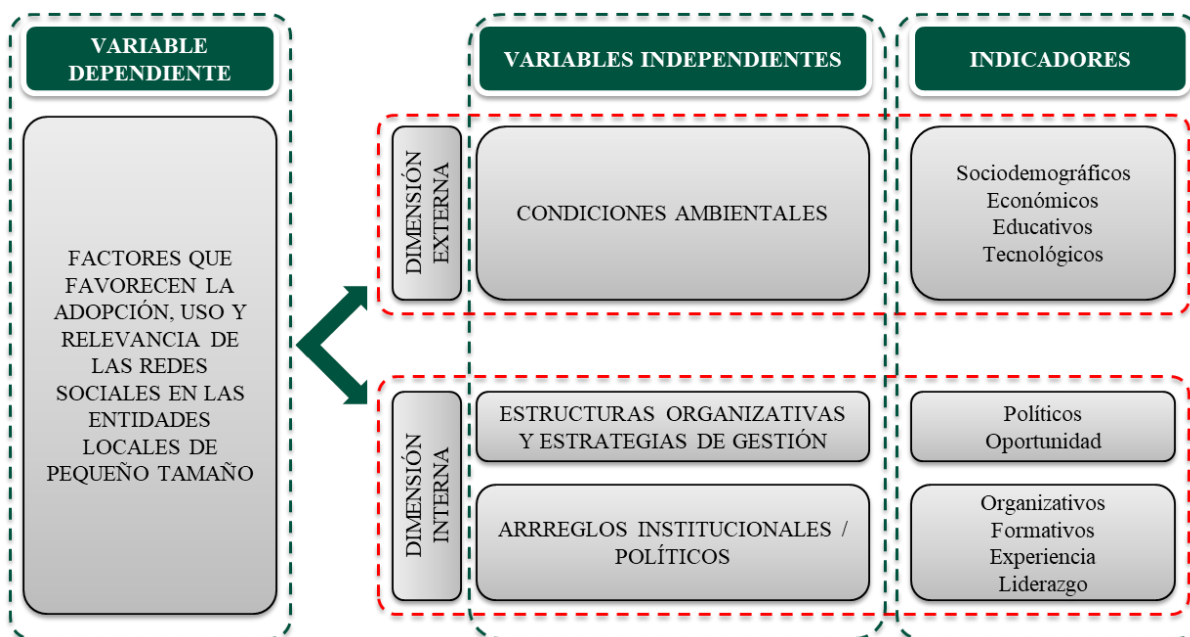 VARIABLE
DEPENDIENTE
VARIABLES INDEPENDIENTES
INDICADORES
FACTORES QUE
FAVORECEN LA
ADOPCIÓN, USO Y
RELEVANCIA DE
LAS REDES
SOCIALES EN LAS
ENTIDADES
LOCALES DE
PEQUEÑO TAMAÑO
DIMENSIÓN
EXTERNA
CONDICIONES AMBIENTALES
Sociodemográficos
Económicos
Educativos
Tecnológicos
DIMENSIÓN
INTERNA
ESTRUCTURAS ORGANIZATIVAS
Y ESTRATEGIAS DE GESTIÓN
Políticos
Oportunidad
ARRREGLOS INSTITUCIONALES /
POLÍTICOS
Organizativos
Formativos
Experiencia
Liderazgo